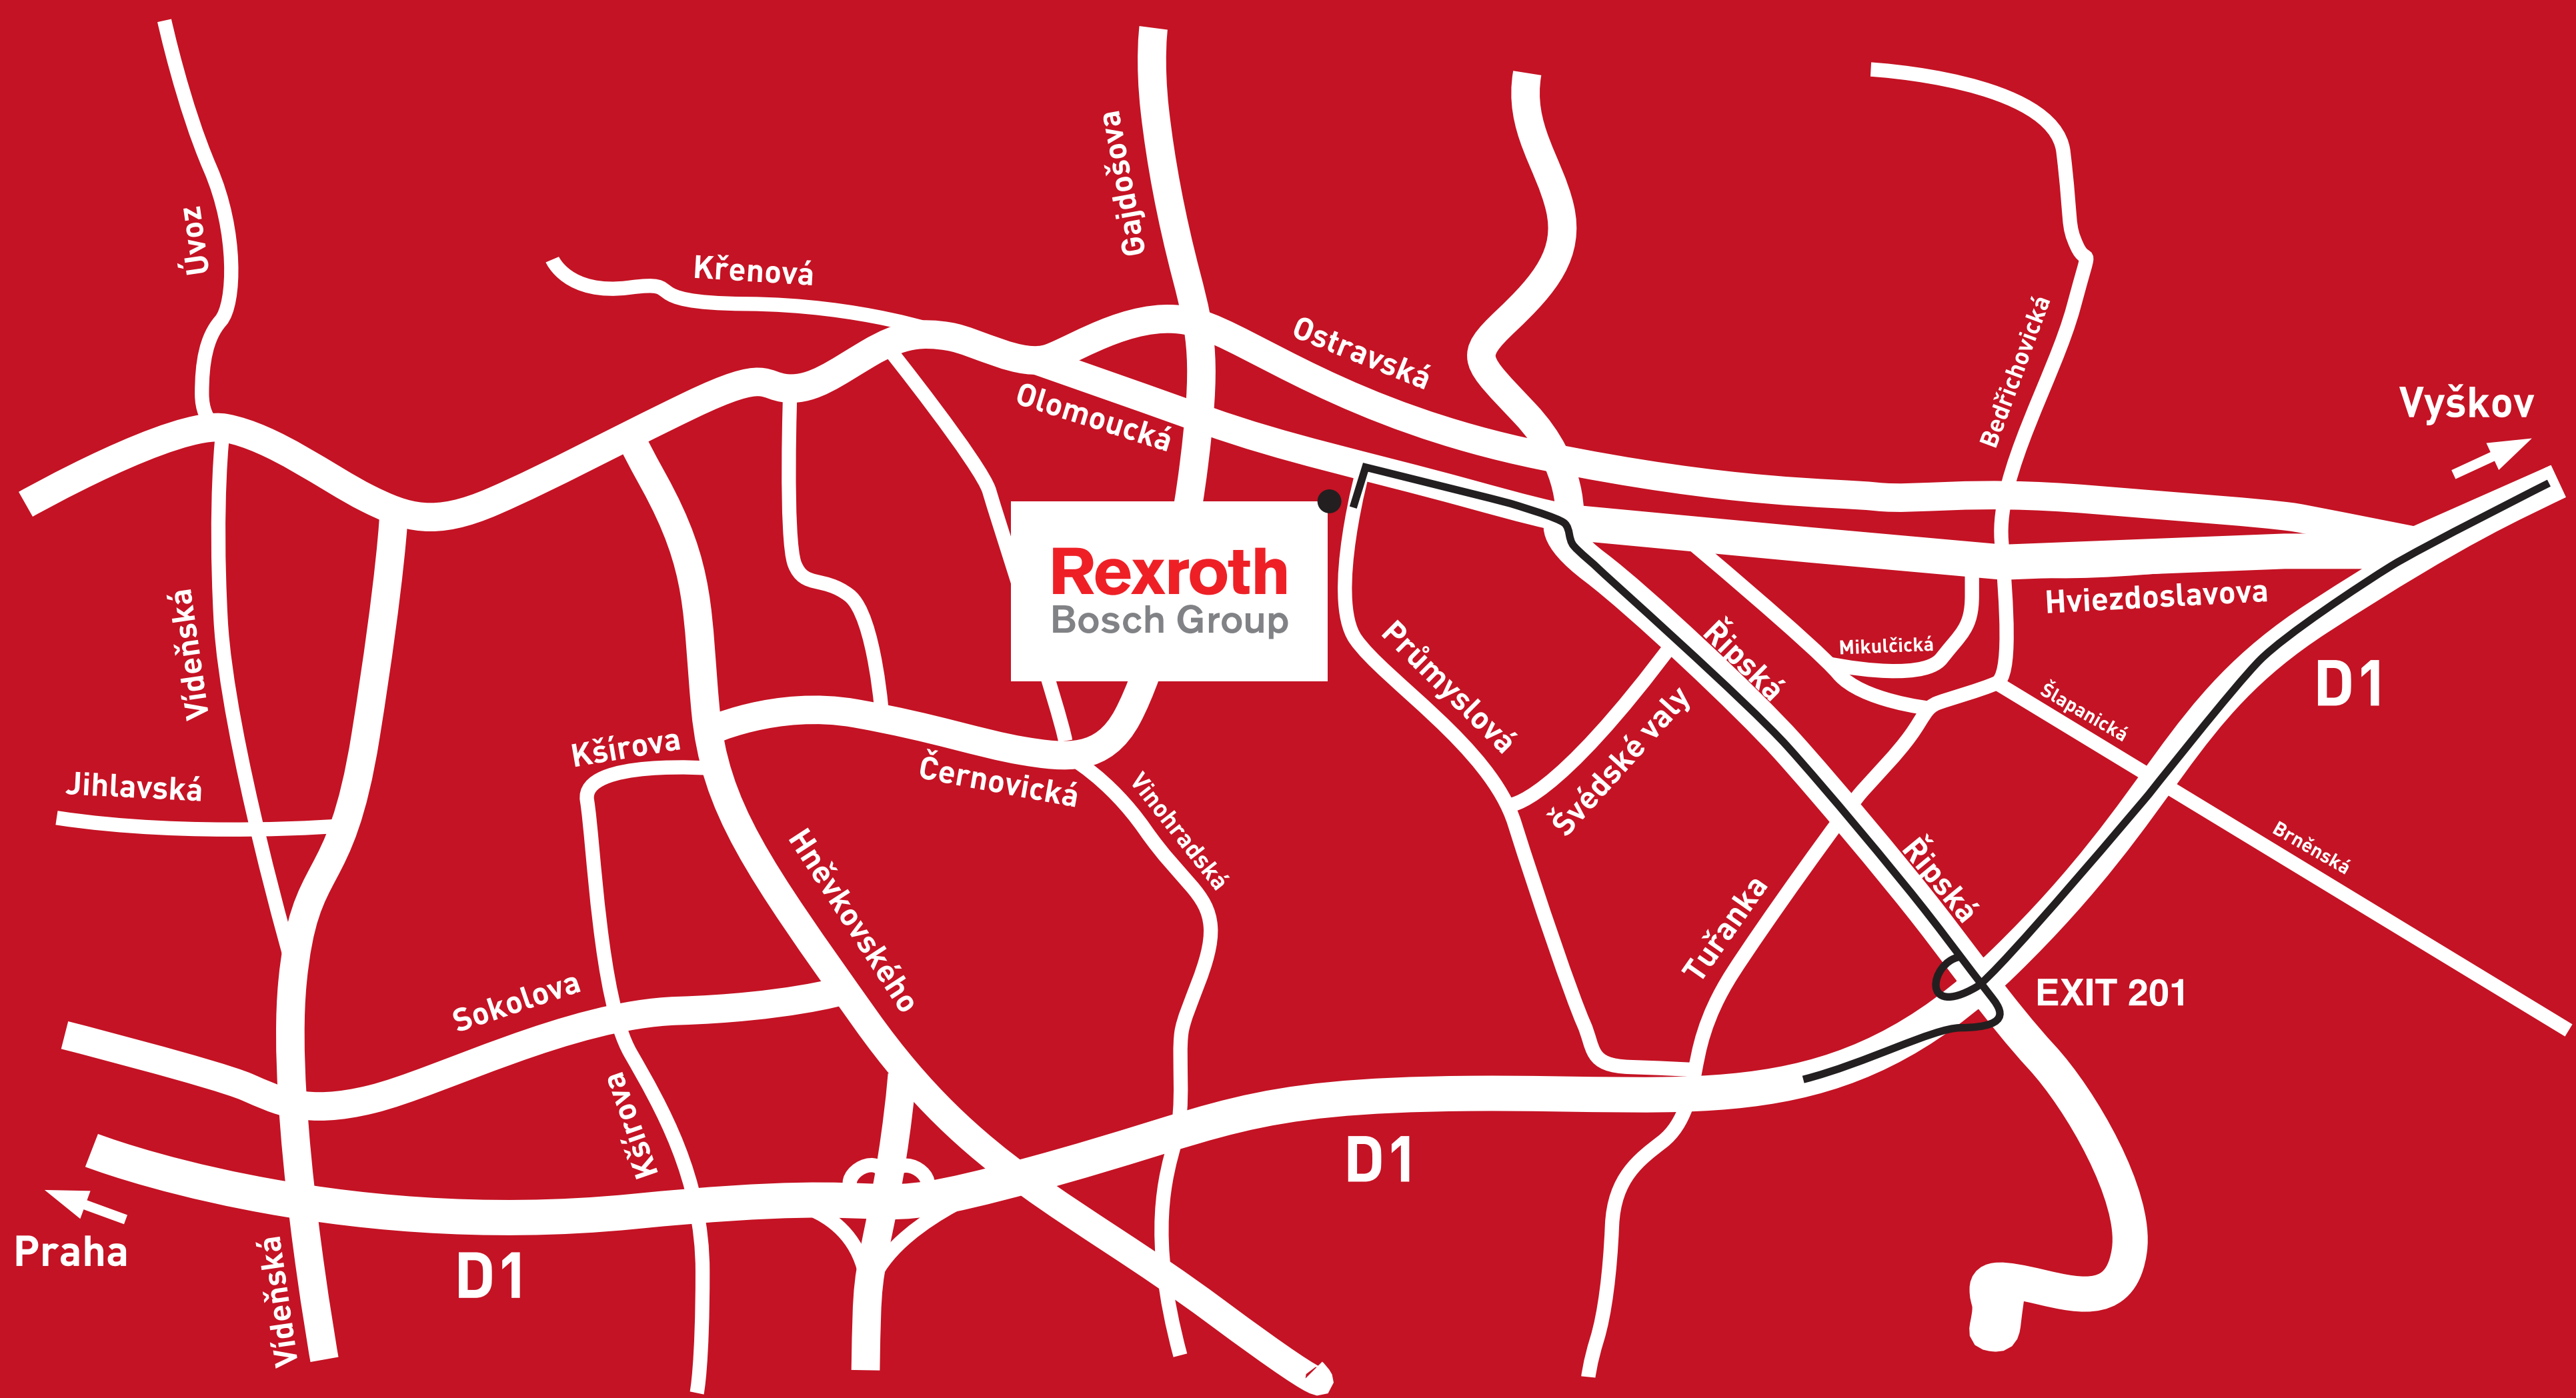 Úvoz
Křenová
Gajdošova
Ostravská
Olomoucká
Bedřichovická
Vyškov
Rexroth
Bosch Group
Hviezdoslavova
Vídeňská
Průmyslová
Řipská
Mikulčická
Šlapanická
D1
Švédské valy
Kšírova
Jihlavská
Černovická
Vinohradská
Hněvkovského
Řipská
Brněnská
Tuřanka
Sokolova
EXIT 201
Kšírova
D1
Praha
Vídeňská
D1